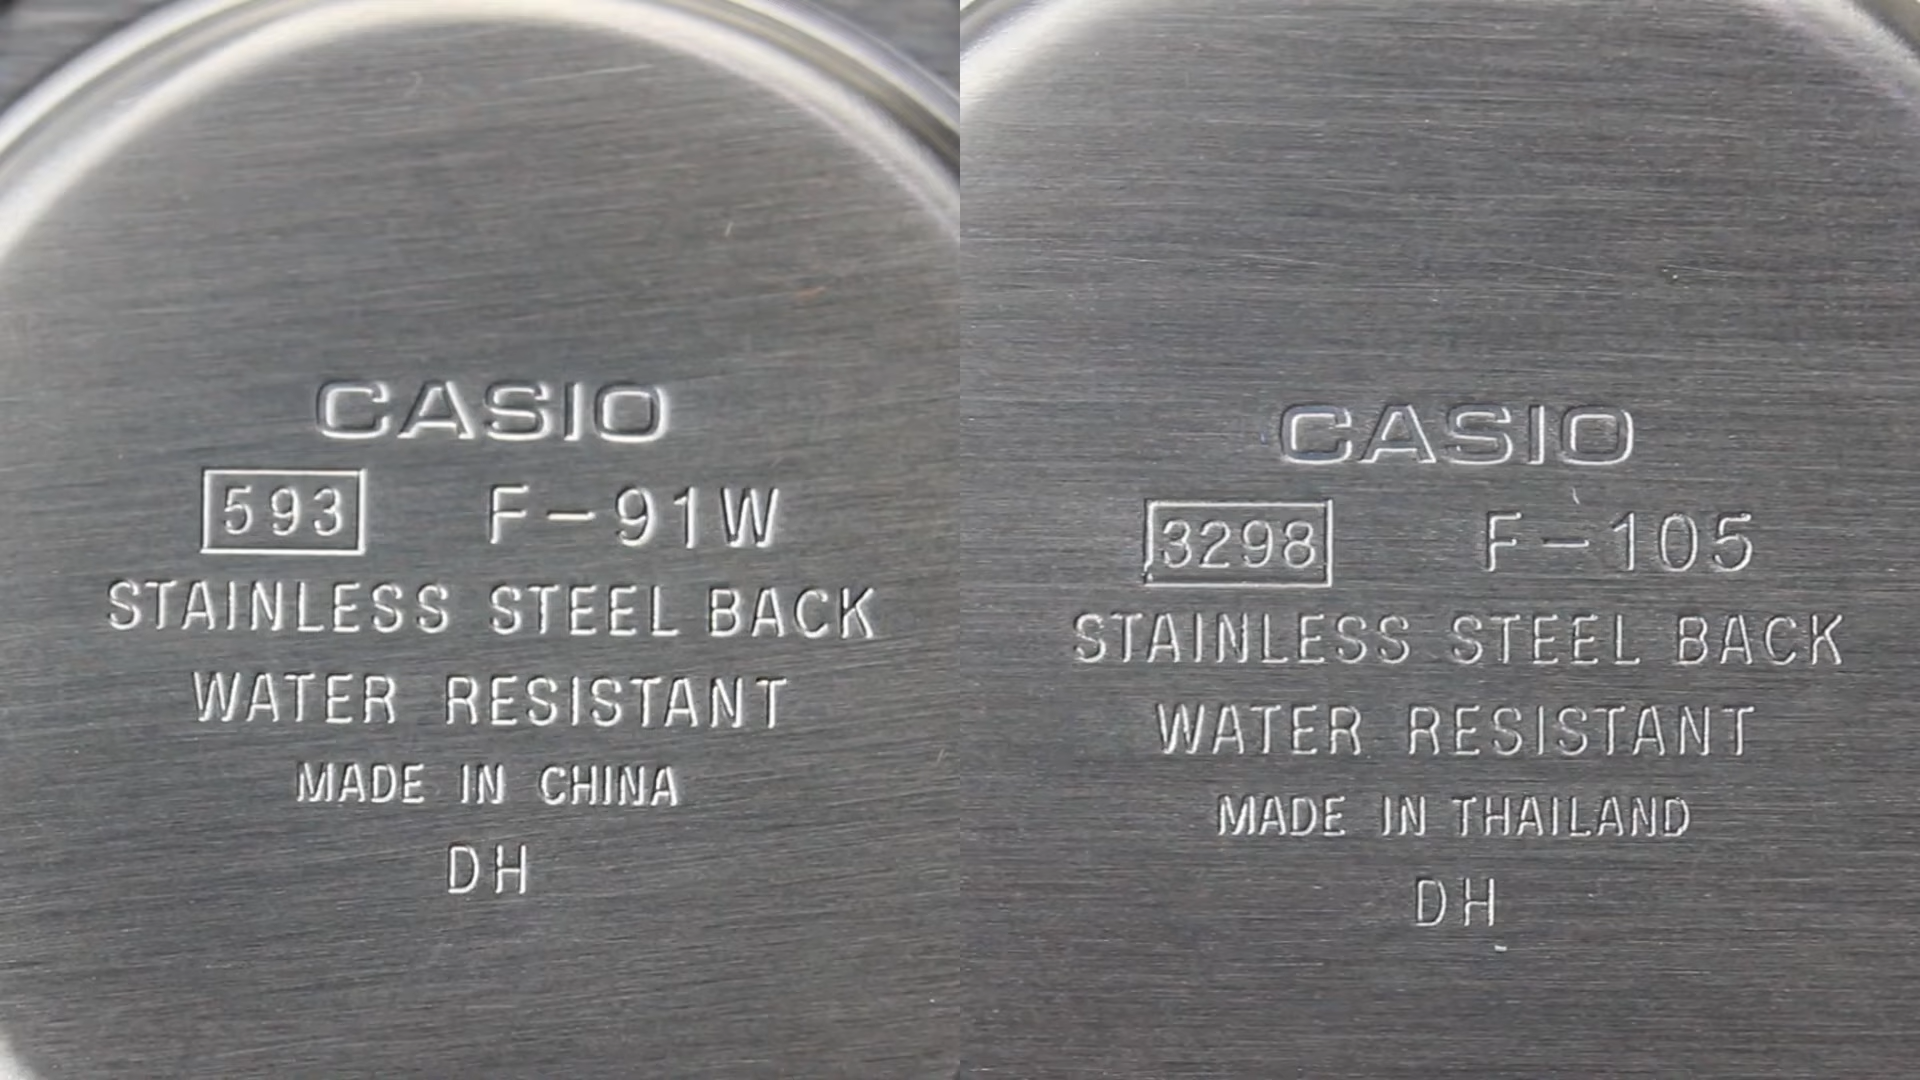 CASIO
593 F-91W
STAINLESS STEEL BACK
WATER RESISTANT
MADE IN CHINA
DH
CASIO
3298 F-105
STAINLESS STEEL BACK
WATER RESISTANT
MADE IN THAILAND
DH